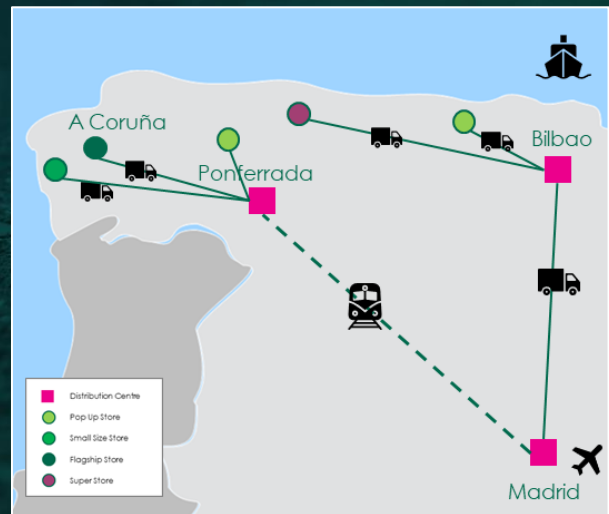 A Coruña
Ponferrada
Bilbao
Madrid
Distribution Centre
Pop Up Store
Small Size Store
Flagship Store
Super Store